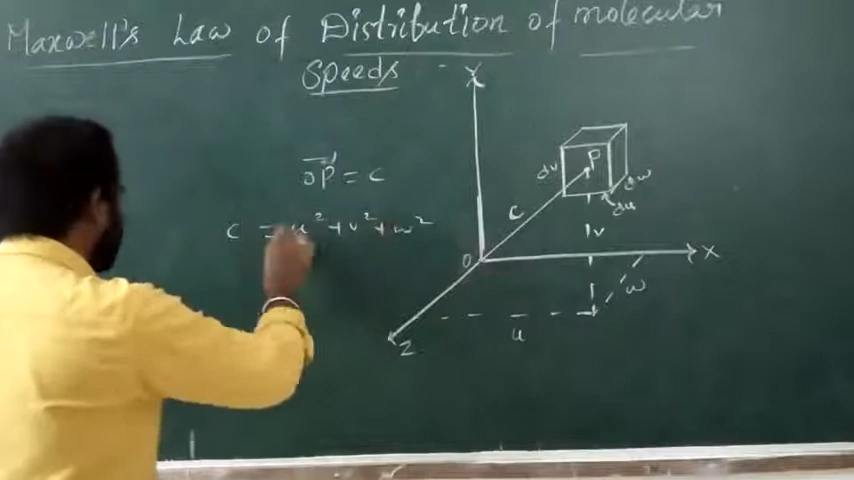 Maxwell's Law of Distribution of molecular
Speeds :-
Y
OP = c
c = u² + v² + w²
P
dv
dw
du
c
v
O
X
w
u
Z